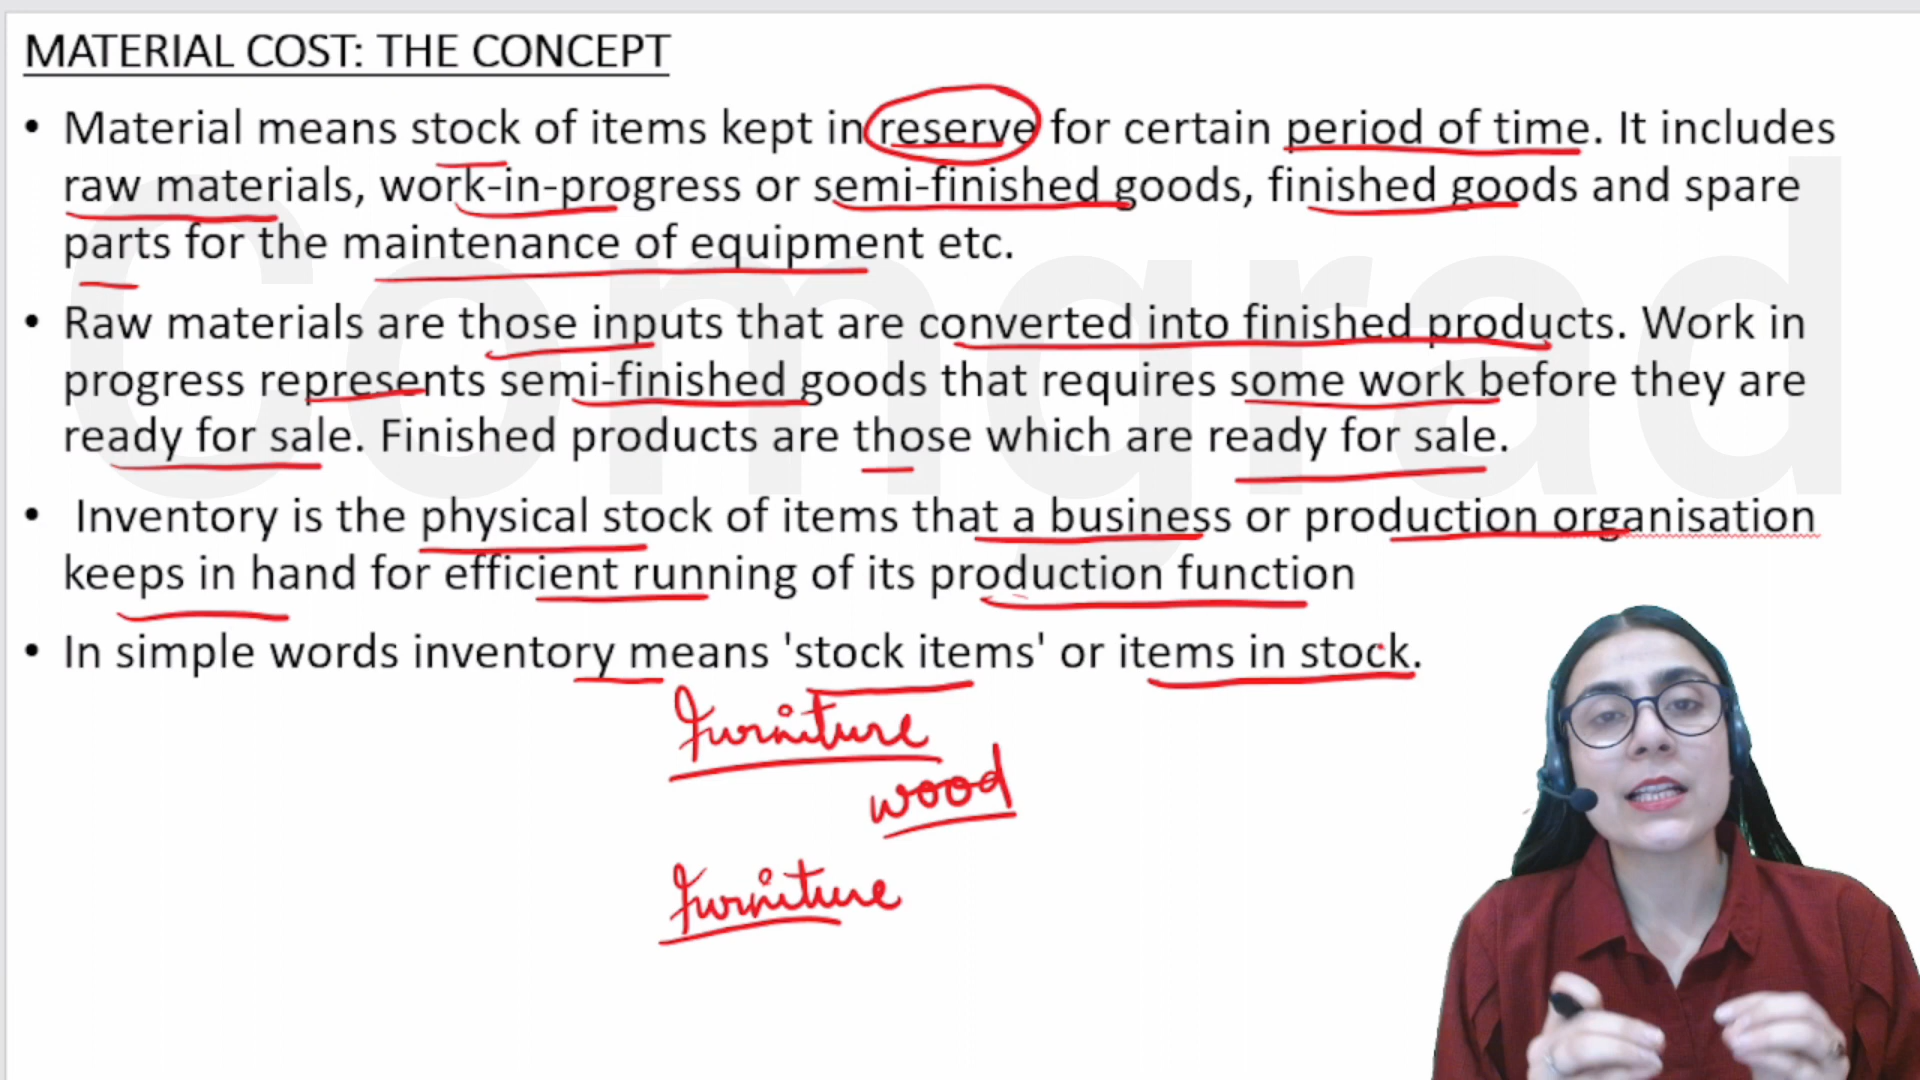 MATERIAL COST: THE CONCEPT
• Material means stock of items kept in reserve for certain period of time. It includes
raw materials, work-in-progress or semi-finished goods, finished goods and spare
parts for the maintenance of equipment etc.
• Raw materials are those inputs that are converted into finished products. Work in
progress represents semi-finished goods that requires some work before they are
ready for sale. Finished products are those which are ready for sale.
• Inventory is the physical stock of items that a business or production organisation
keeps in hand for efficient running of its production function
• In simple words inventory means 'stock items' or items in stock.
furniture
wood
furniture
Comgrad